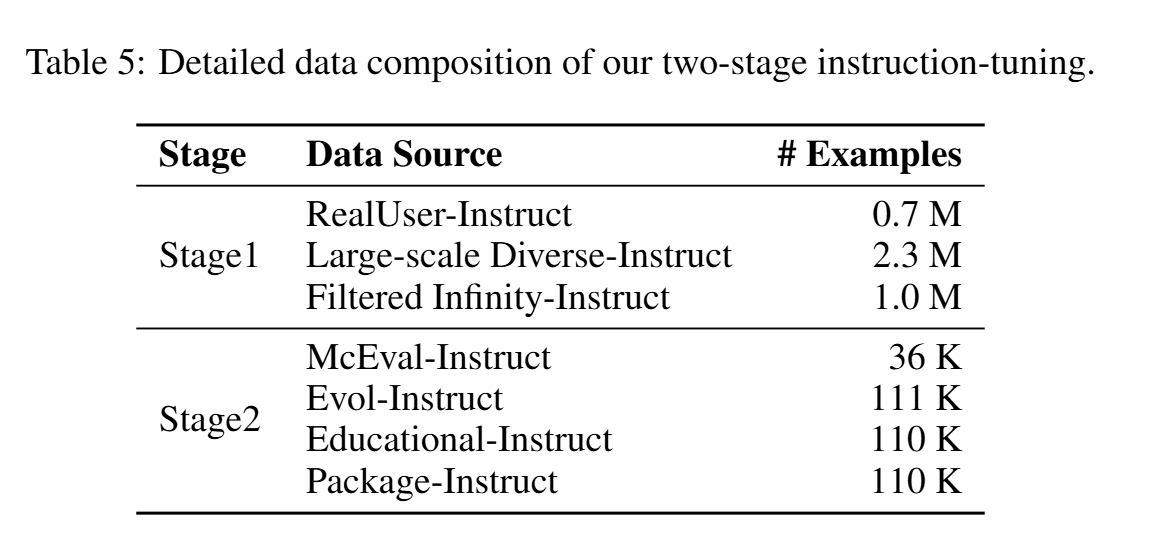 Table 5: Detailed data composition of our two-stage instruction-tuning.
Stage Data Source # Examples
RealUser-Instruct 0.7 M
Stage1 Large-scale Diverse-Instruct 2.3 M
Filtered Infinity-Instruct 1.0 M
McEval-Instruct 36 K
Evol-Instruct 111 K
Stage2
Educational-Instruct 110 K
Package-Instruct 110 K